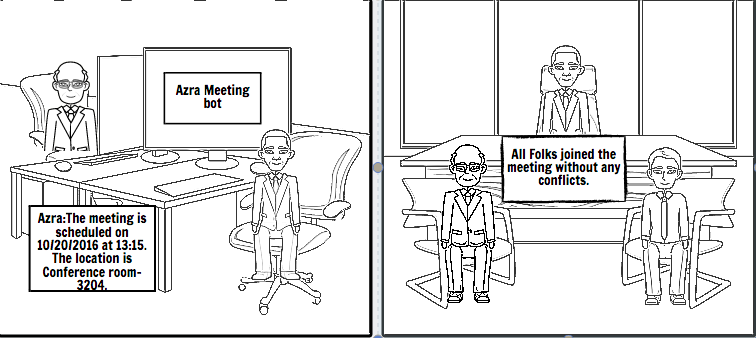 Azra Meeting
bot
Azra:The meeting is
scheduled on
10/20/2016 at 13:15.
The location is
Conference room-
3204.
All Folks joined the
meeting without any
conflicts.